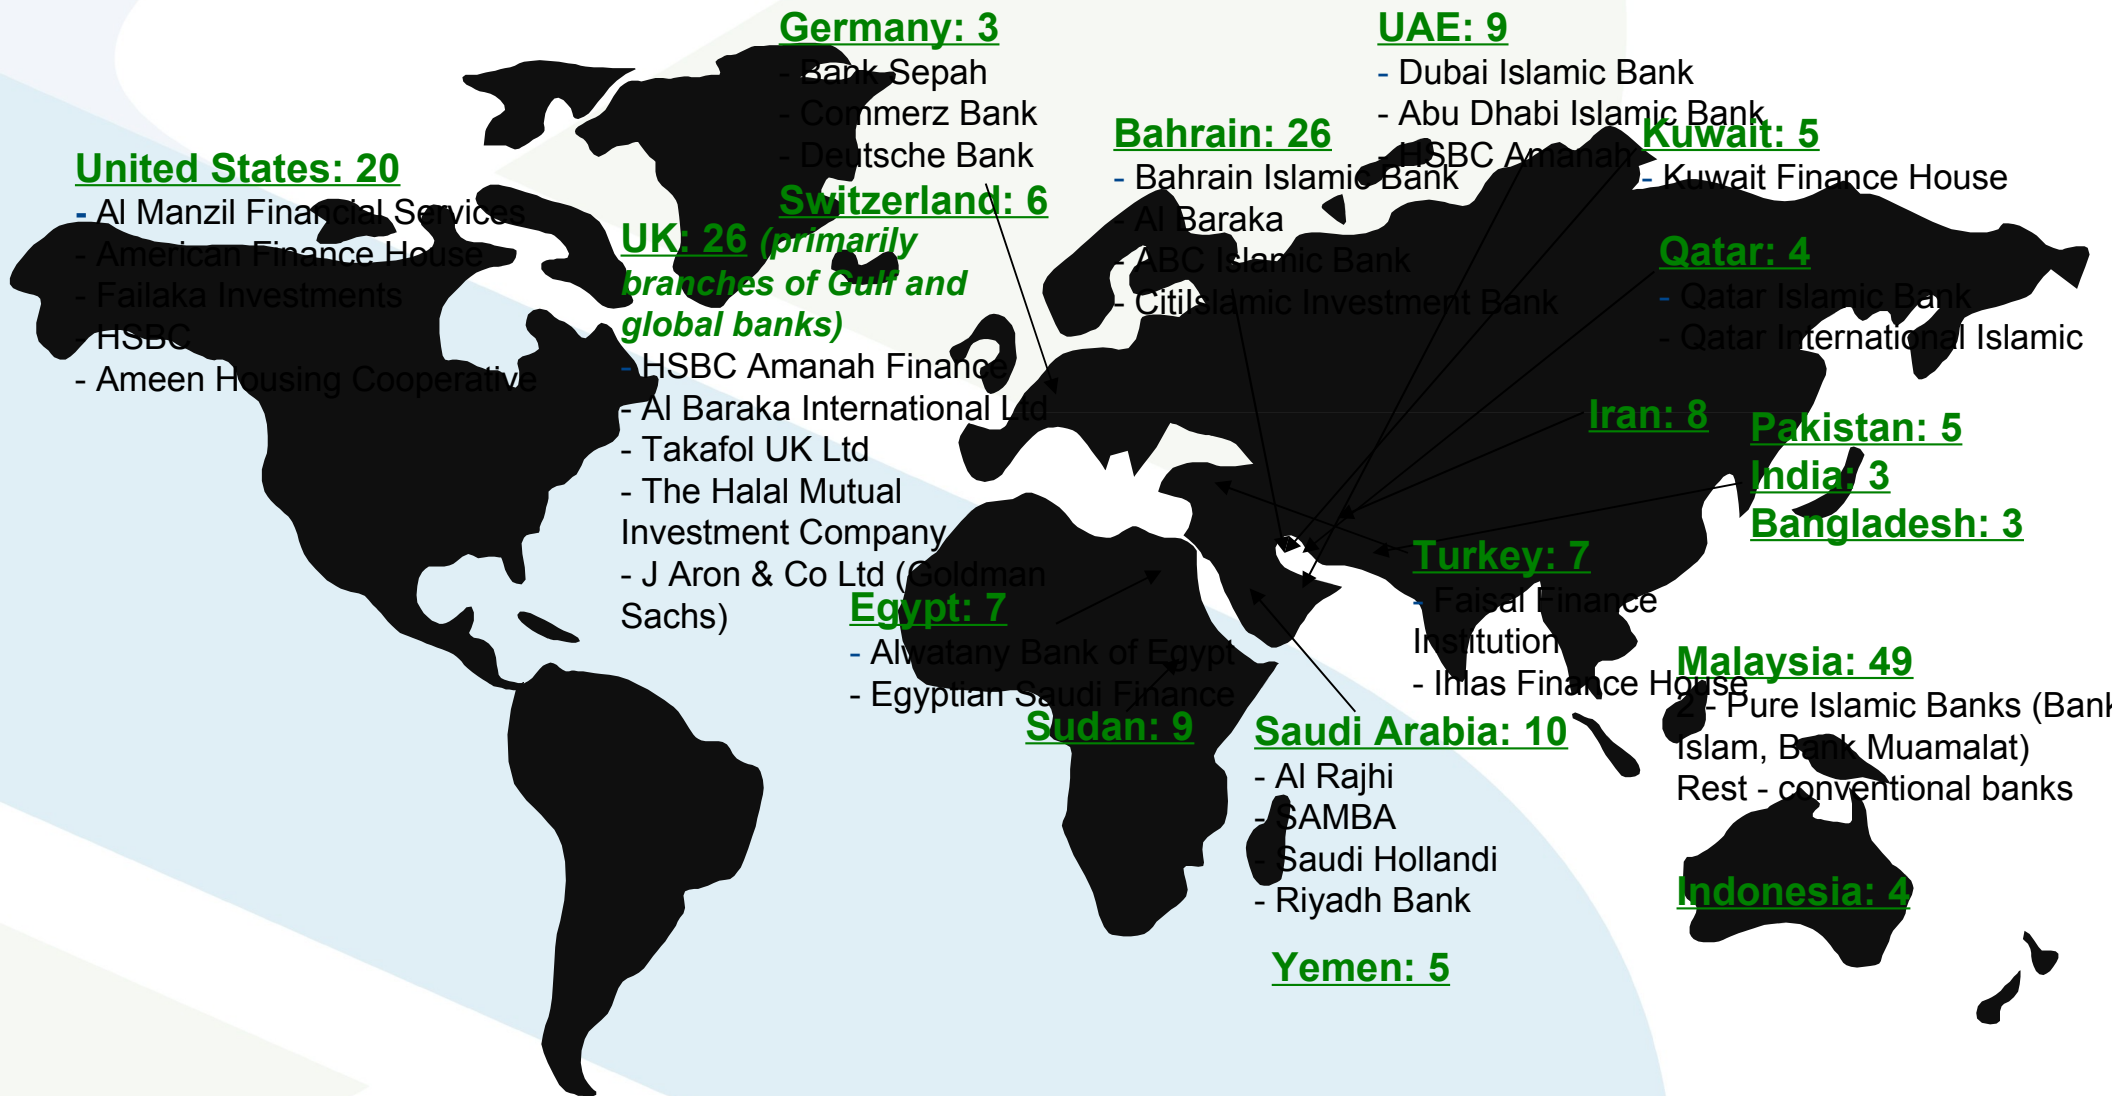 Germany: 3
- Bank Sepah
- Commerz Bank
- Deutsche Bank
Switzerland: 6
UAE: 9
- Dubai Islamic Bank
- Abu Dhabi Islamic Bank
- HSBC Amanah
Bahrain: 26
- Bahrain Islamic Bank
- Al Baraka
- ABC Islamic Bank
- CitiIslamic Investment Bank
Kuwait: 5
- Kuwait Finance House
United States: 20
- Al Manzil Financial Services
- American Finance House
- Failaka Investments
- HSBC
- Ameen Housing Cooperative
UK: 26 (primarily
branches of Gulf and
global banks)
- HSBC Amanah Finance
- Al Baraka International Ltd
- Takafol UK Ltd
- The Halal Mutual
Investment Company
- J Aron & Co Ltd (Goldman
Sachs)
Qatar: 4
- Qatar Islamic Bank
- Qatar International Islamic
Iran: 8
Pakistan: 5
India: 3
Bangladesh: 3
Turkey: 7
- Faisal Finance
Institution
- Ihlas Finance House
Egypt: 7
- Alwatany Bank of Egypt
- Egyptian Saudi Finance
Sudan: 9
Saudi Arabia: 10
- Al Rajhi
- SAMBA
- Saudi Hollandi
- Riyadh Bank
Yemen: 5
Malaysia: 49
2 - Pure Islamic Banks (Bank
Islam, Bank Muamalat)
Rest - conventional banks
Indonesia: 4